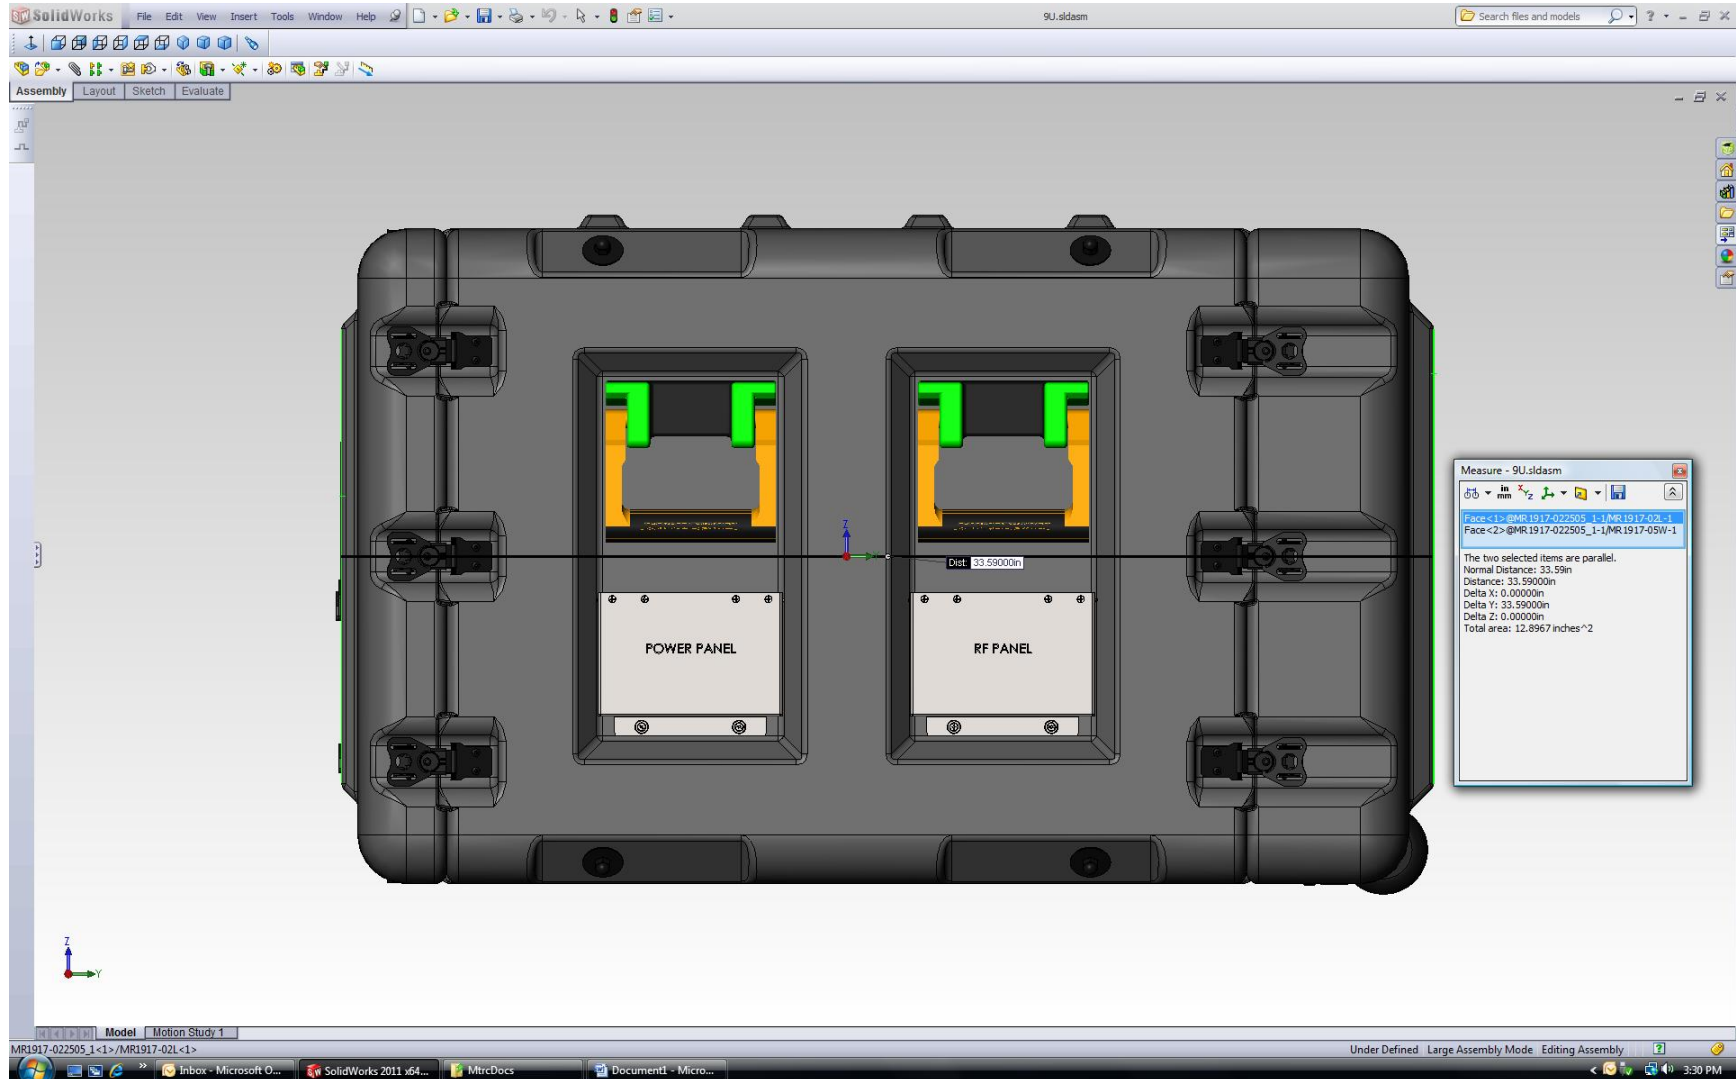 SolidWorks File Edit View Insert Tools Window Help 9U.sldasm Search files and models ?
Assembly Layout Sketch Evaluate
Measure - 9U.sldasm
in
mm
XYZ
Face<1>@MR1917-022505_1-1/MR1917-02L-1
Face<2>@MR1917-022505_1-1/MR1917-05W-1
The two selected items are parallel.
Normal Distance: 33.59in
Distance: 33.59000in
Delta X: 0.00000in
Delta Y: 33.59000in
Delta Z: 0.00000in
Total area: 12.8967 inches^2
Z
Dist: 33.59000in
POWER PANEL RF PANEL
Z
Y
Model Motion Study 1
MR1917-022505_1<1>/MR1917-02L<1> Under Defined Large Assembly Mode Editing Assembly ?
Inbox - Microsoft O... SolidWorks 2011 x64... MtrcDocs Document1 - Micro... 3:30 PM